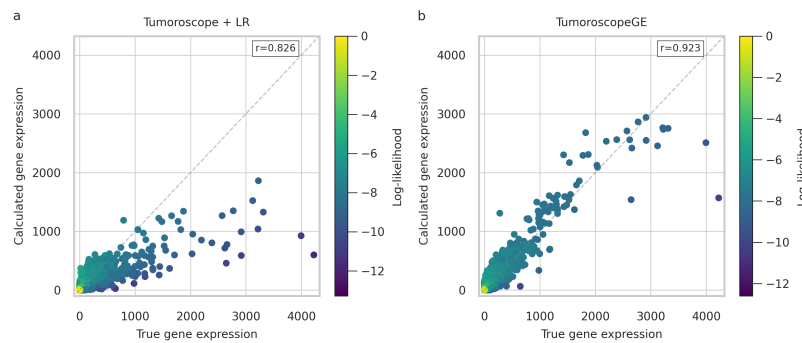 a
Tumoroscope + LR
r=0.826
4000
3000
2000
1000
0
0 1000 2000 3000 4000
Calculated gene expression
True gene expression
0
−2
−4
−6
−8
−10
−12
Log-likelihood
b
TumoroscopeGE
r=0.923
4000
3000
2000
1000
0
0 1000 2000 3000 4000
Calculated gene expression
True gene expression
0
−2
−4
−6
−8
−10
−12
Log-likelihood